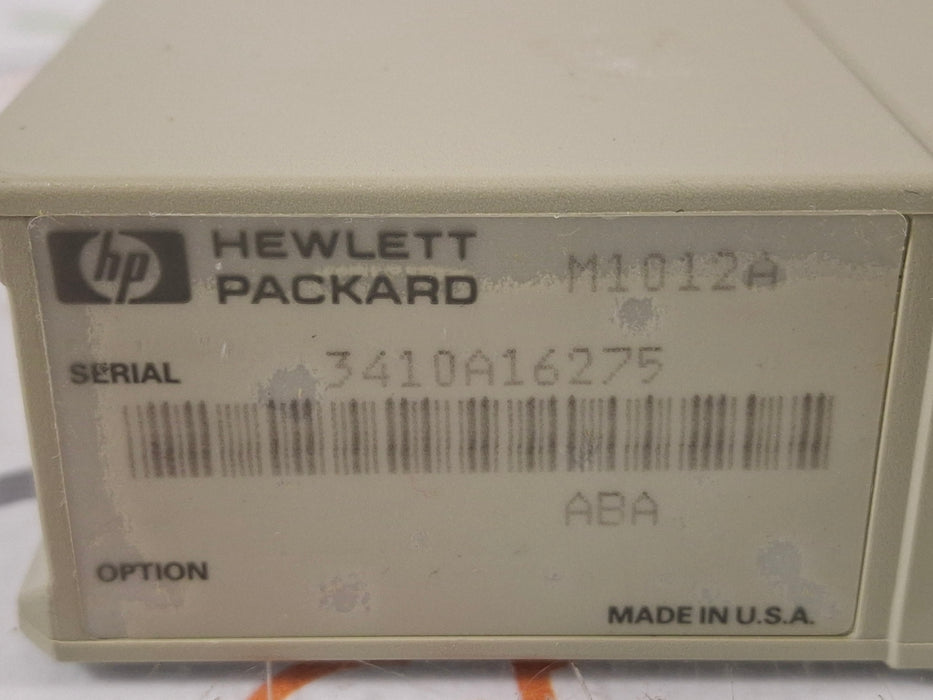 hp HEWLETT
PACKARD
M1012A
SERIAL 3410A16275
ABA
OPTION
MADE IN U.S.A.